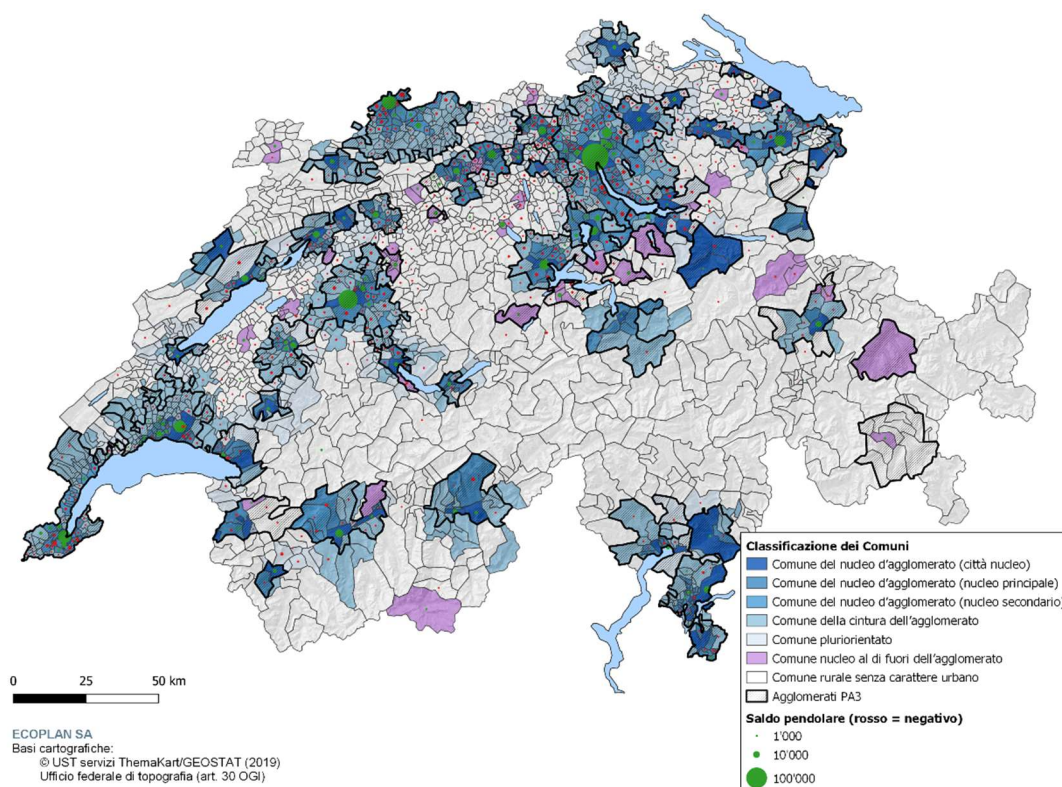 Classificazione dei Comuni
Comune del nucleo d'agglomerato (città nucleo)
Comune del nucleo d'agglomerato (nucleo principale)
Comune del nucleo d'agglomerato (nucleo secondario)
Comune della cintura dell'agglomerato
Comune pluriorientato
Comune nucleo al di fuori dell'agglomerato
Comune rurale senza carattere urbano
Agglomerati PA3
Saldo pendolare (rosso = negativo)
1'000
10'000
100'000
0 25 50 km
ECOPLAN SA
Basi cartografiche:
© UST servizi ThemaKart/GEOSTAT (2019)
Ufficio federale di topografia (art. 30 OGI)